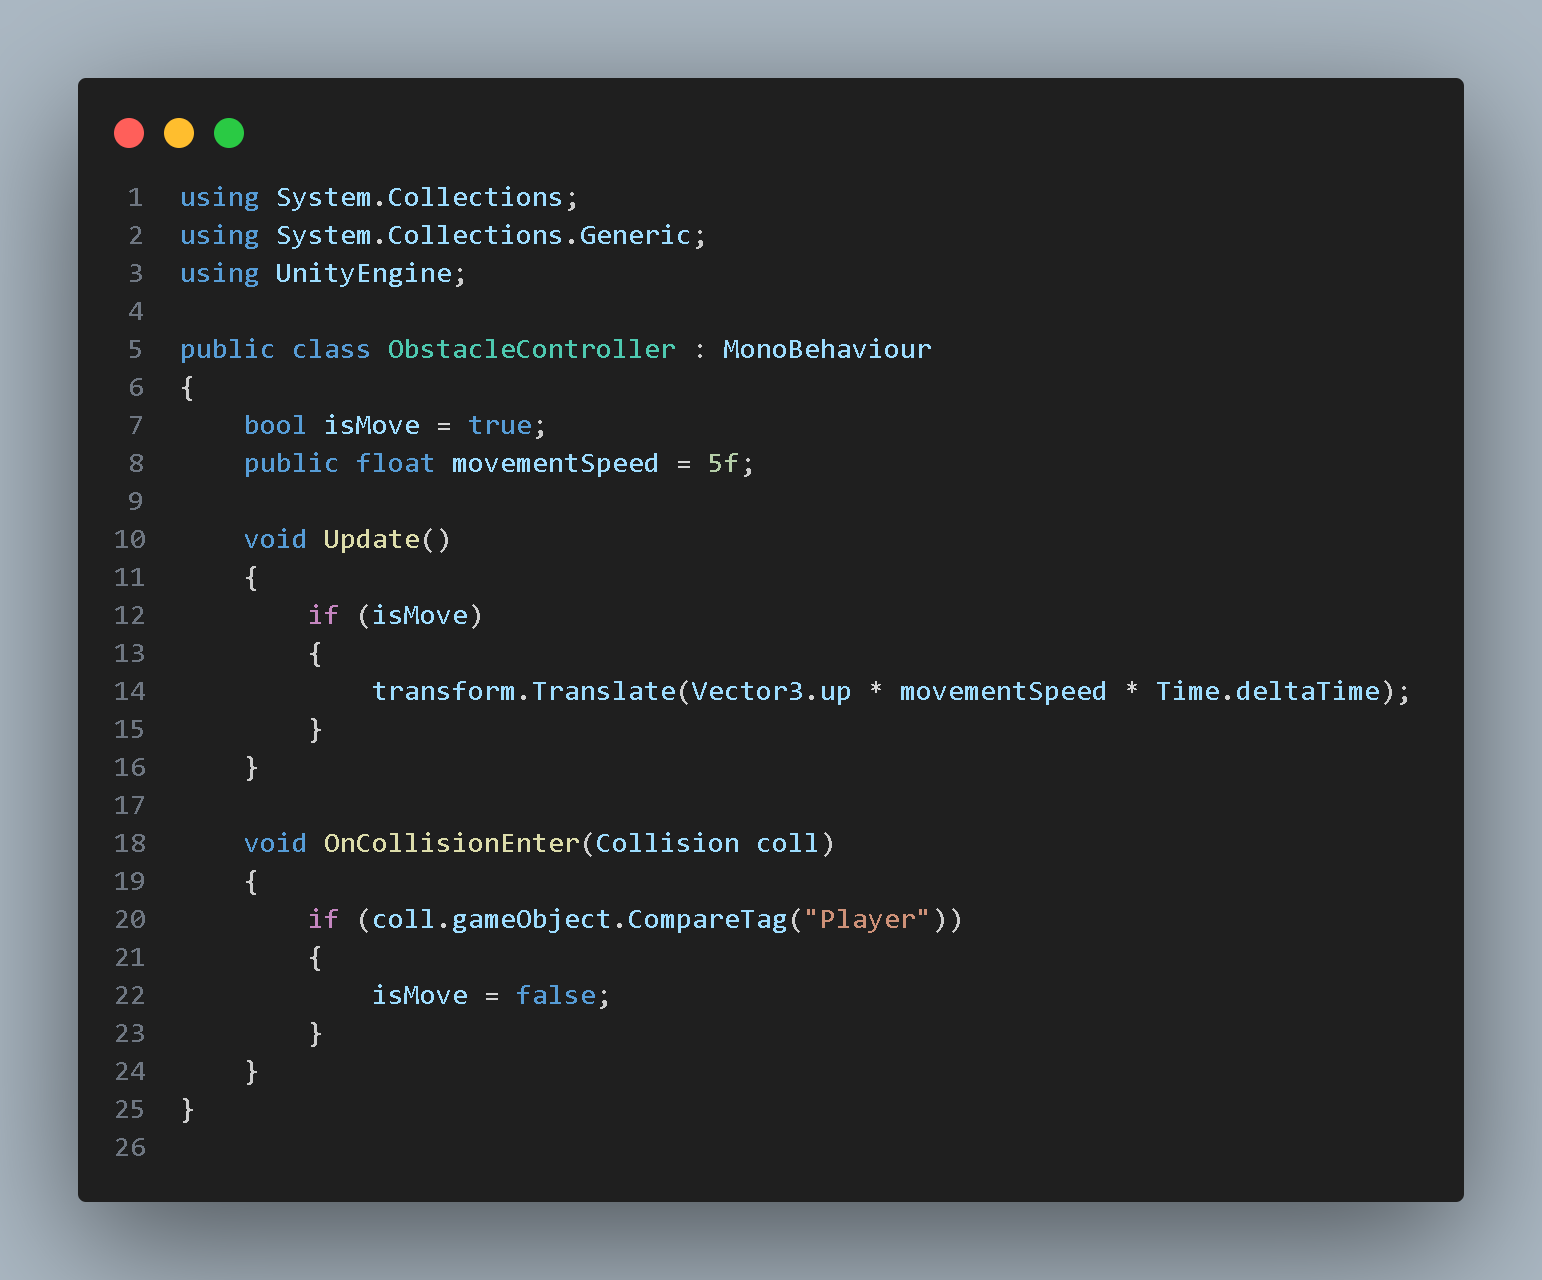 1 using System.Collections;
2 using System.Collections.Generic;
3 using UnityEngine;
4
5 public class ObstacleController : MonoBehaviour
6 {
7     bool isMove = true;
8     public float movementSpeed = 5f;
9
10     void Update()
11     {
12         if (isMove)
13         {
14             transform.Translate(Vector3.up * movementSpeed * Time.deltaTime);
15         }
16     }
17
18     void OnCollisionEnter(Collision coll)
19     {
20         if (coll.gameObject.CompareTag("Player"))
21         {
22             isMove = false;
23         }
24     }
25 }
26